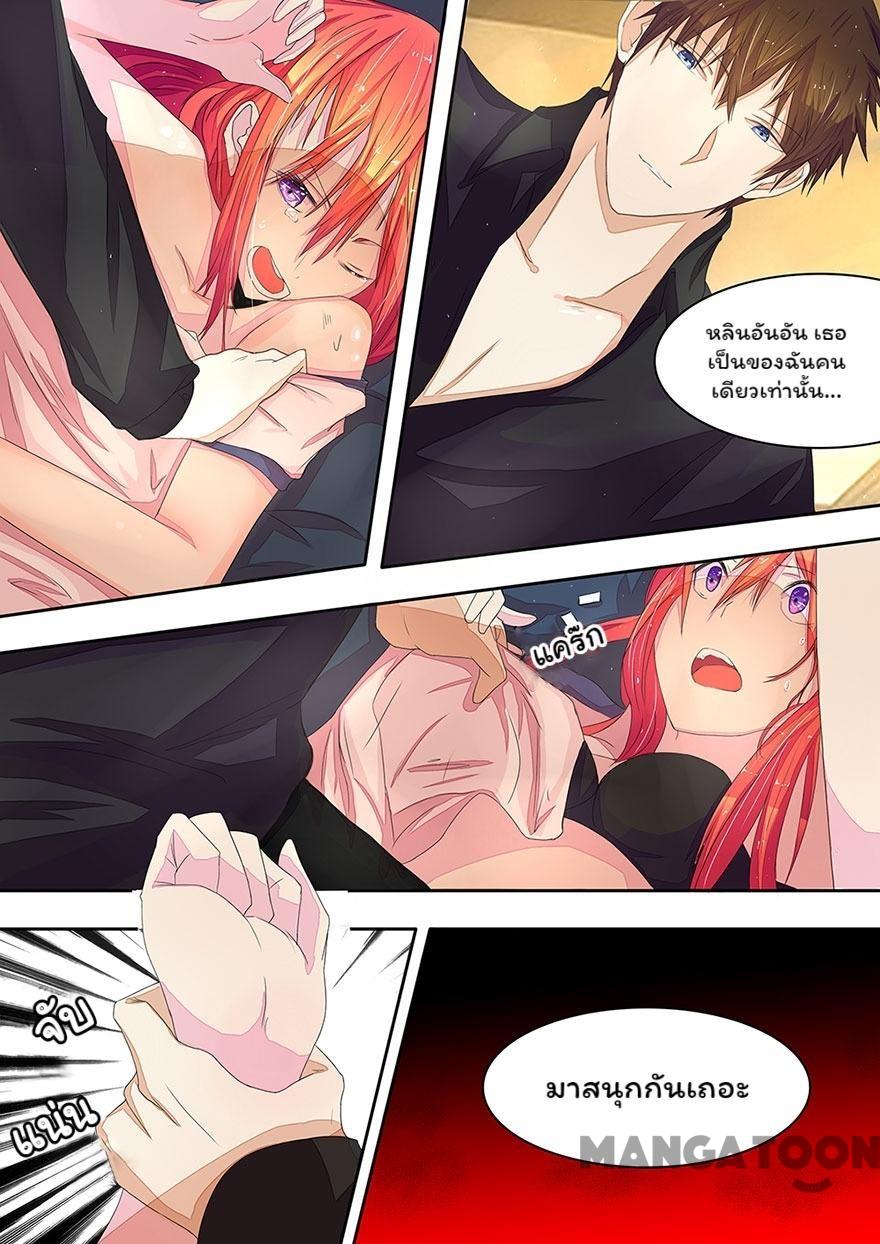 หลินอันอัน เธอ
เป็นของฉันคน
เดียวเท่านั้น...
แคร๊ก
จับ
แน่น
มาสนุกกันเถอะ
MANGATOON